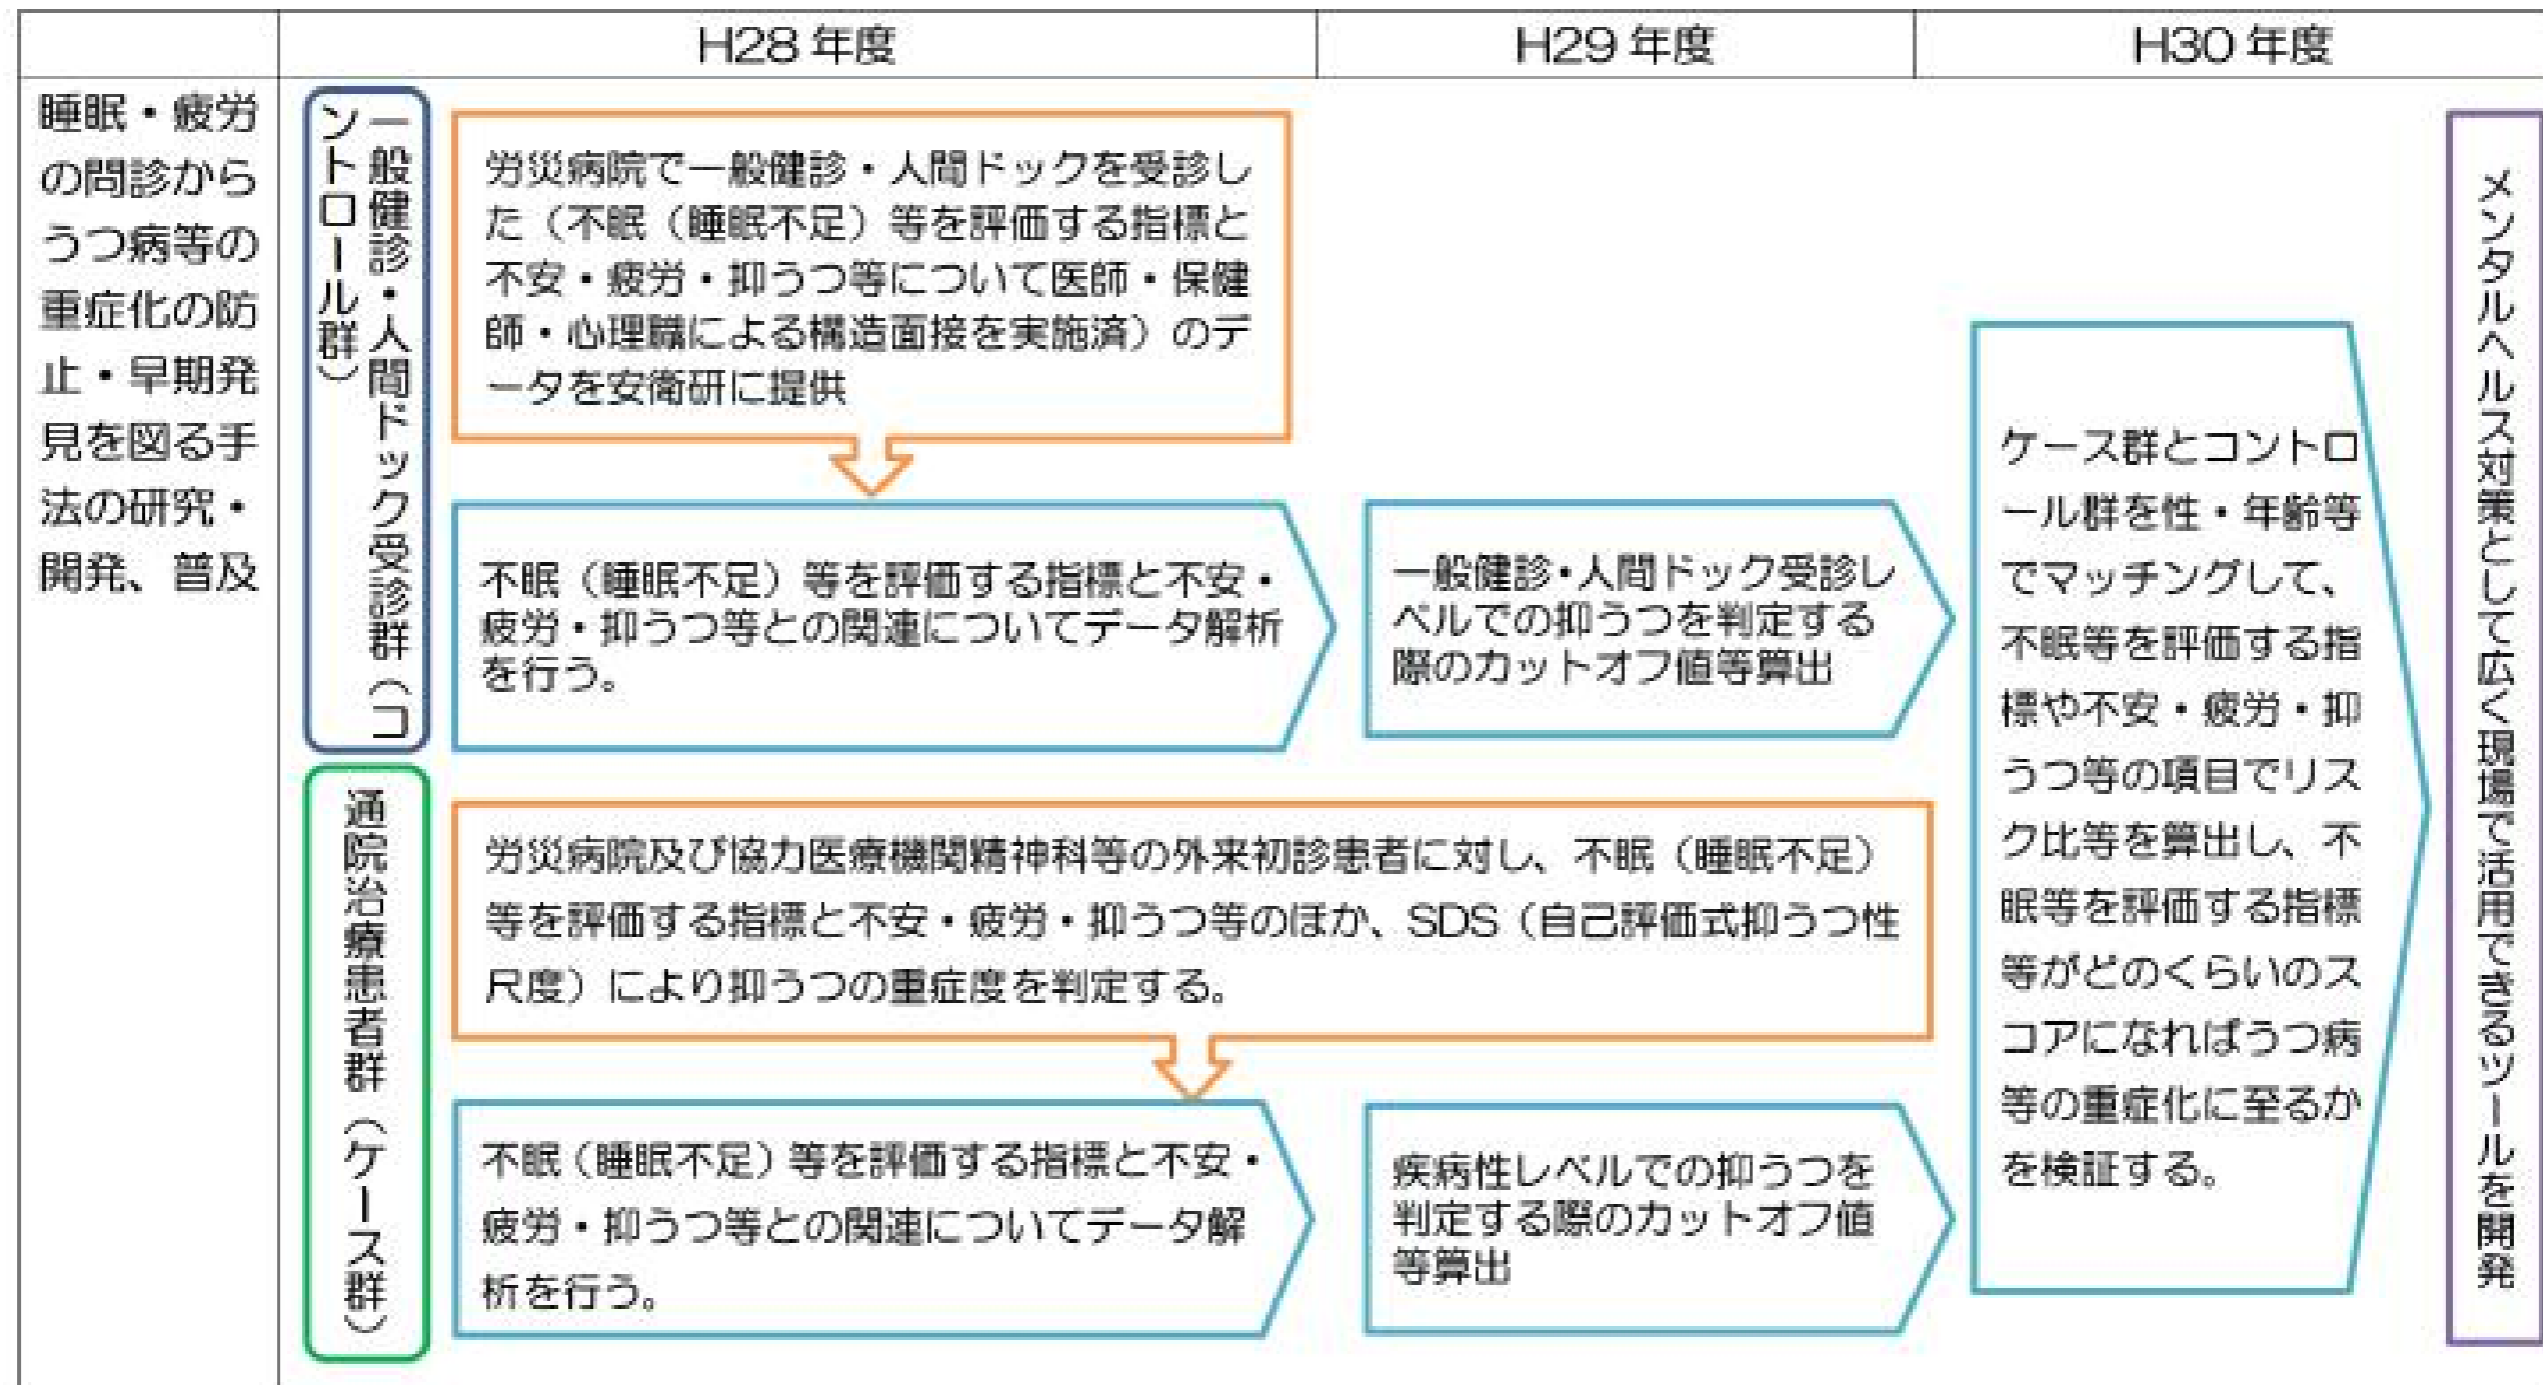 H28 年度
H29 年度
H30 年度
睡眠・疲労
の問診から
うつ病等の
重症化の防
止・早期発
見を図る手
法の研究・
開発、普及
一般健診・人間ドック受診群（コ
ントロール群）
労災病院で一般健診・人間ドックを受診し
た（不眠（睡眠不足）等を評価する指標と
不安・疲労・抑うつ等について医師・保健
師・心理職による構造面接を実施済）のデ
ータを安衛研に提供
不眠（睡眠不足）等を評価する指標と不安・
疲労・抑うつ等との関連についてデータ解析
を行う。
一般健診・人間ドック受診レ
ベルでの抑うつを判定する
際のカットオフ値等算出
通院治療患者群（ケース群）
労災病院及び協力医療機関精神科等の外来初診患者に対し、不眠（睡眠不足）
等を評価する指標と不安・疲労・抑うつ等のほか、SDS（自己評価式抑うつ性
尺度）により抑うつの重症度を判定する。
不眠（睡眠不足）等を評価する指標と不安・
疲労・抑うつ等との関連についてデータ解
析を行う。
疾病性レベルでの抑うつを
判定する際のカットオフ値
等算出
ケース群とコントロ
ール群を性・年齢等
でマッチングして、
不眠等を評価する指
標や不安・疲労・抑
うつ等の項目でリス
ク比等を算出し、不
眠等を評価する指標
等がどのくらいのス
コアになればうつ病
等の重症化に至るか
を検証する。
メンタルヘルス対策として広く現場で活用できるツールを開発